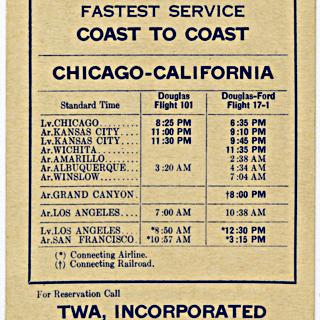 FASTEST SERVICE
COAST TO COAST
CHICAGO-CALIFORNIA
Standard Time Douglas Flight 101 Douglas-Ford Flight 17-1
Lv.CHICAGO......... 8:25 PM 6:35 PM
Ar.KANSAS CITY.... 11:00 PM 9:10 PM
Lv.KANSAS CITY.... 11:30 PM 9:45 PM
Ar.WICHITA......... 11:35 PM
Ar.AMARILLO....... 2:38 AM
Ar.ALBUQUERQUE... 3:20 AM 4:34 AM
Ar.WINSLOW........ 7:04 AM
Ar.GRAND CANYON. †8:00 PM
Ar.LOS ANGELES.... 7:00 AM 10:38 AM
Lv.LOS ANGELES.... *8:50 AM *12:30 PM
Ar.SAN FRANCISCO.. *10:57 AM *3:15 PM
(*) Connecting Airline.
(†) Connecting Railroad.
For Reservation Call
TWA, INCORPORATED